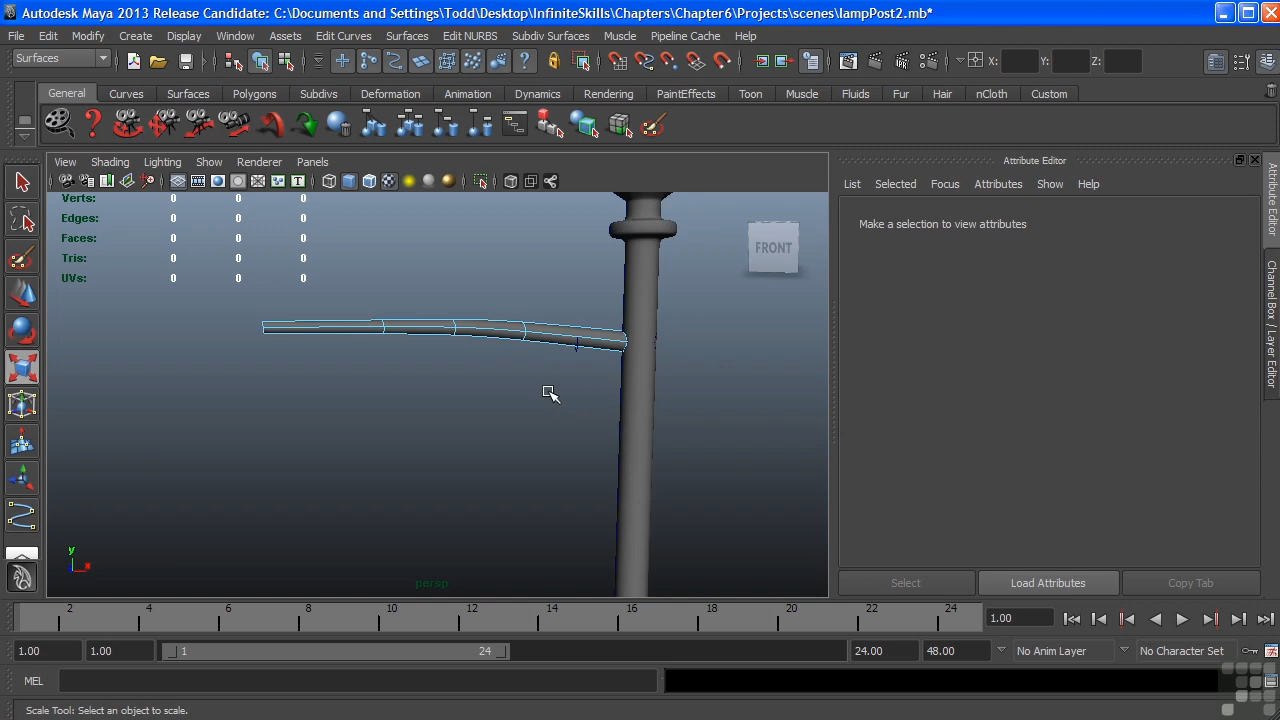 Autodesk Maya 2013 Release Candidate: C:\Documents and Settings\Todd\Desktop\InfiniteSkills\Chapters\Chapter6\Projects\scenes\lampPost2.mb*
File Edit Modify Create Display Window Assets Edit Curves Surfaces Edit NURBS Subdiv Surfaces Muscle Pipeline Cache Help
Surfaces X: Y: Z:
General Curves Surfaces Polygons Subdivs Deformation Animation Dynamics Rendering PaintEffects Toon Muscle Fluids Fur Hair nCloth Custom
View Shading Lighting Show Renderer Panels
Attribute Editor
List Selected Focus Attributes Show Help
Make a selection to view attributes
Verts: 0 0 0
Edges: 0 0 0
Faces: 0 0 0
Tris: 0 0 0
UVs: 0 0 0
FRONT
y
x
persp
Attribute Editor
Channel Box / Layer Editor
Select Load Attributes Copy Tab
2 4 6 8 10 12 14 16 18 20 22 24 1.00
1.00 1.00 1 24 24.00 48.00 No Anim Layer No Character Set
MEL
Scale Tool: Select an object to scale.